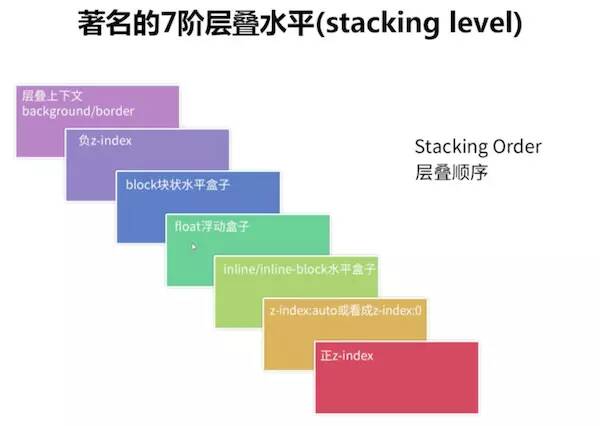 著名的7阶层叠水平(stacking level)
层叠上下文
background/border
负z-index
block块状水平盒子
float浮动盒子
inline/inline-block水平盒子
z-index:auto或看成z-index:0
正z-index
Stacking Order
层叠顺序